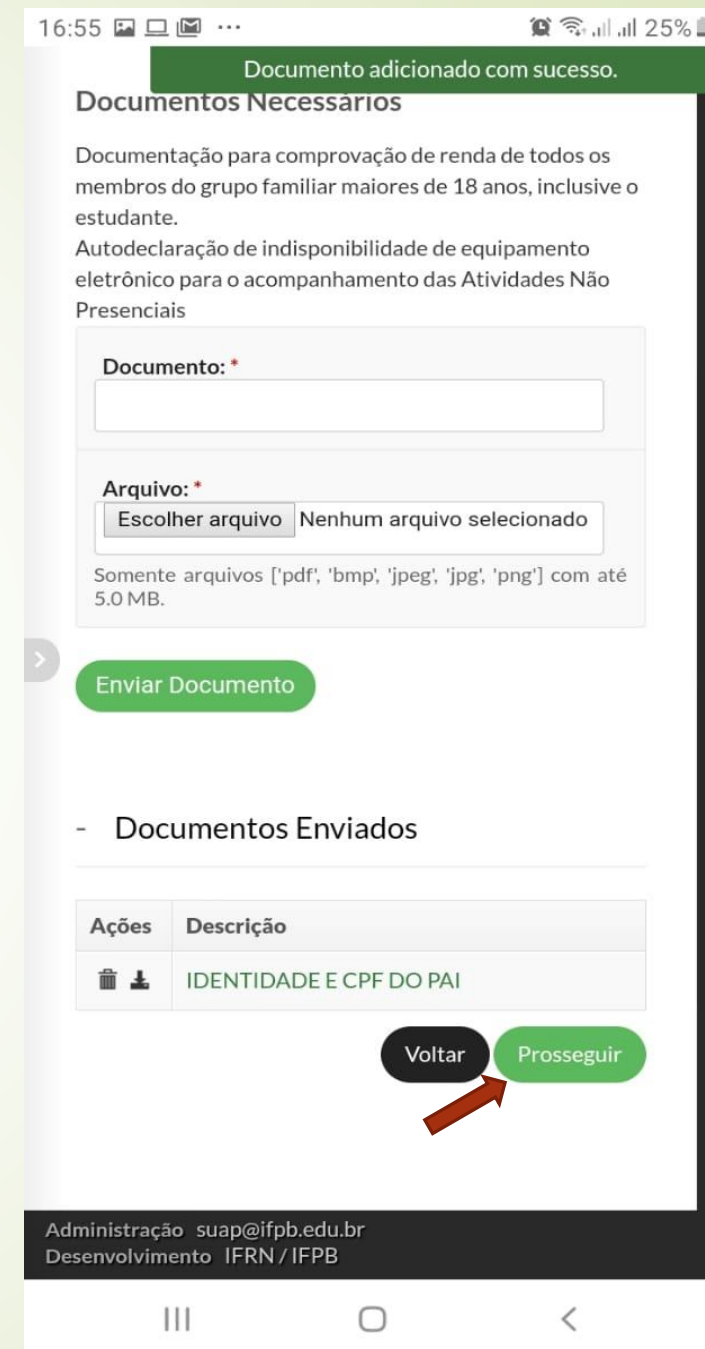 16:55 ... 25%
Documento adicionado com sucesso.
Documentos Necessários
Documentação para comprovação de renda de todos os
membros do grupo familiar maiores de 18 anos, inclusive o
estudante.
Autodeclaração de indisponibilidade de equipamento
eletrônico para o acompanhamento das Atividades Não
Presenciais
Documento: *
Arquivo: *
Escolher arquivo Nenhum arquivo selecionado
Somente arquivos ['pdf', 'bmp', 'jpeg', 'jpg', 'png'] com até
5.0 MB.
>
Enviar Documento
- Documentos Enviados
Ações Descrição
IDENTIDADE E CPF DO PAI
Voltar Prosseguir
Administração suap@ifpb.edu.br
Desenvolvimento IFRN / IFPB